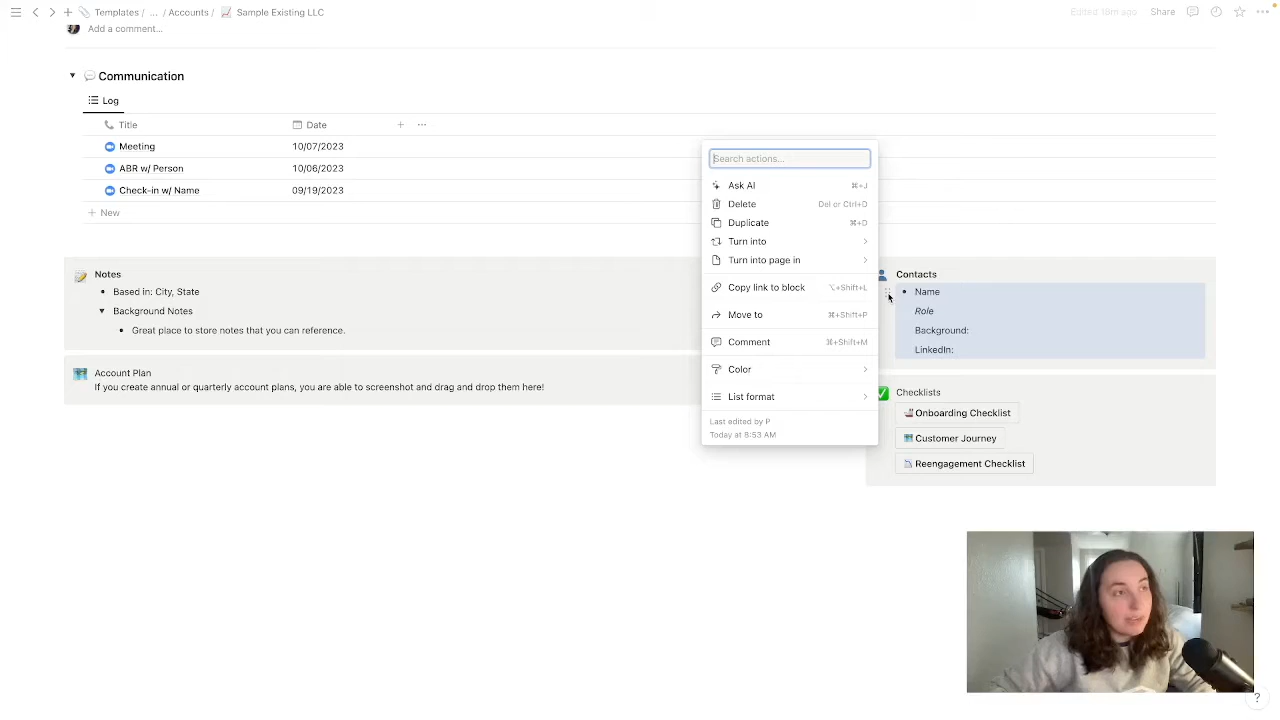 Templates / ... / Accounts / Sample Existing LLC
Edited 18m ago Share
Add a comment...
Communication
Log
Title Date
Meeting 10/07/2023
ABR w/ Person 10/06/2023
Check-in w/ Name 09/19/2023
New
Search actions...
Ask AI ⌘+J
Delete Del or Ctrl+D
Duplicate ⌘+D
Turn into
Turn into page in
Copy link to block ⌥+Shift+L
Move to ⌘+Shift+P
Comment ⌘+Shift+M
Color
List format
Last edited by P
Today at 8:53 AM
Notes
• Based in: City, State
Background Notes
• Great place to store notes that you can reference.
Account Plan
If you create annual or quarterly account plans, you are able to screenshot and drag and drop them here!
Contacts
• Name
Role
Background:
LinkedIn:
Checklists
Onboarding Checklist
Customer Journey
Reengagement Checklist
?